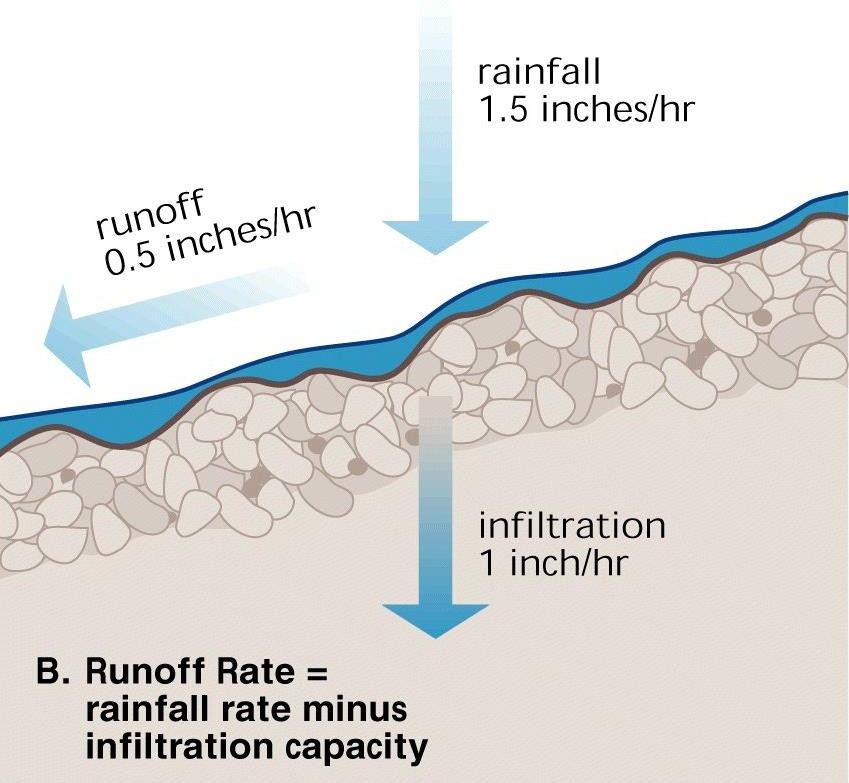 rainfall
1.5 inches/hr
runoff
0.5 inches/hr
infiltration
1 inch/hr
B. Runoff Rate =
rainfall rate minus
infiltration capacity